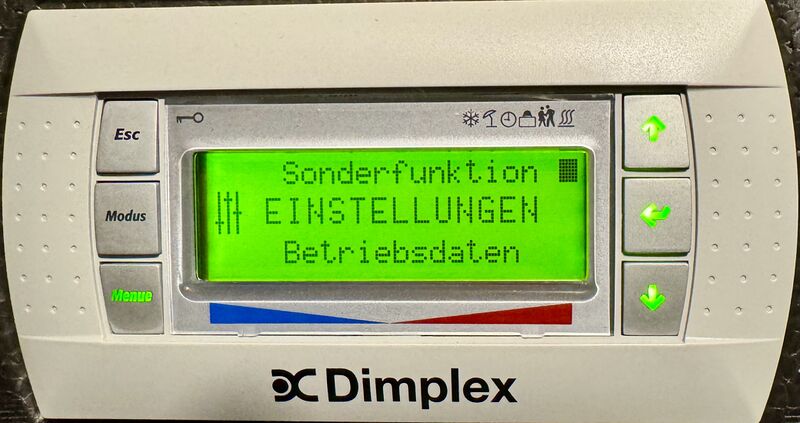 Esc
Modus
Menue
Sonderfunktion
EINSTELLUNGEN
Betriebsdaten
Dimplex